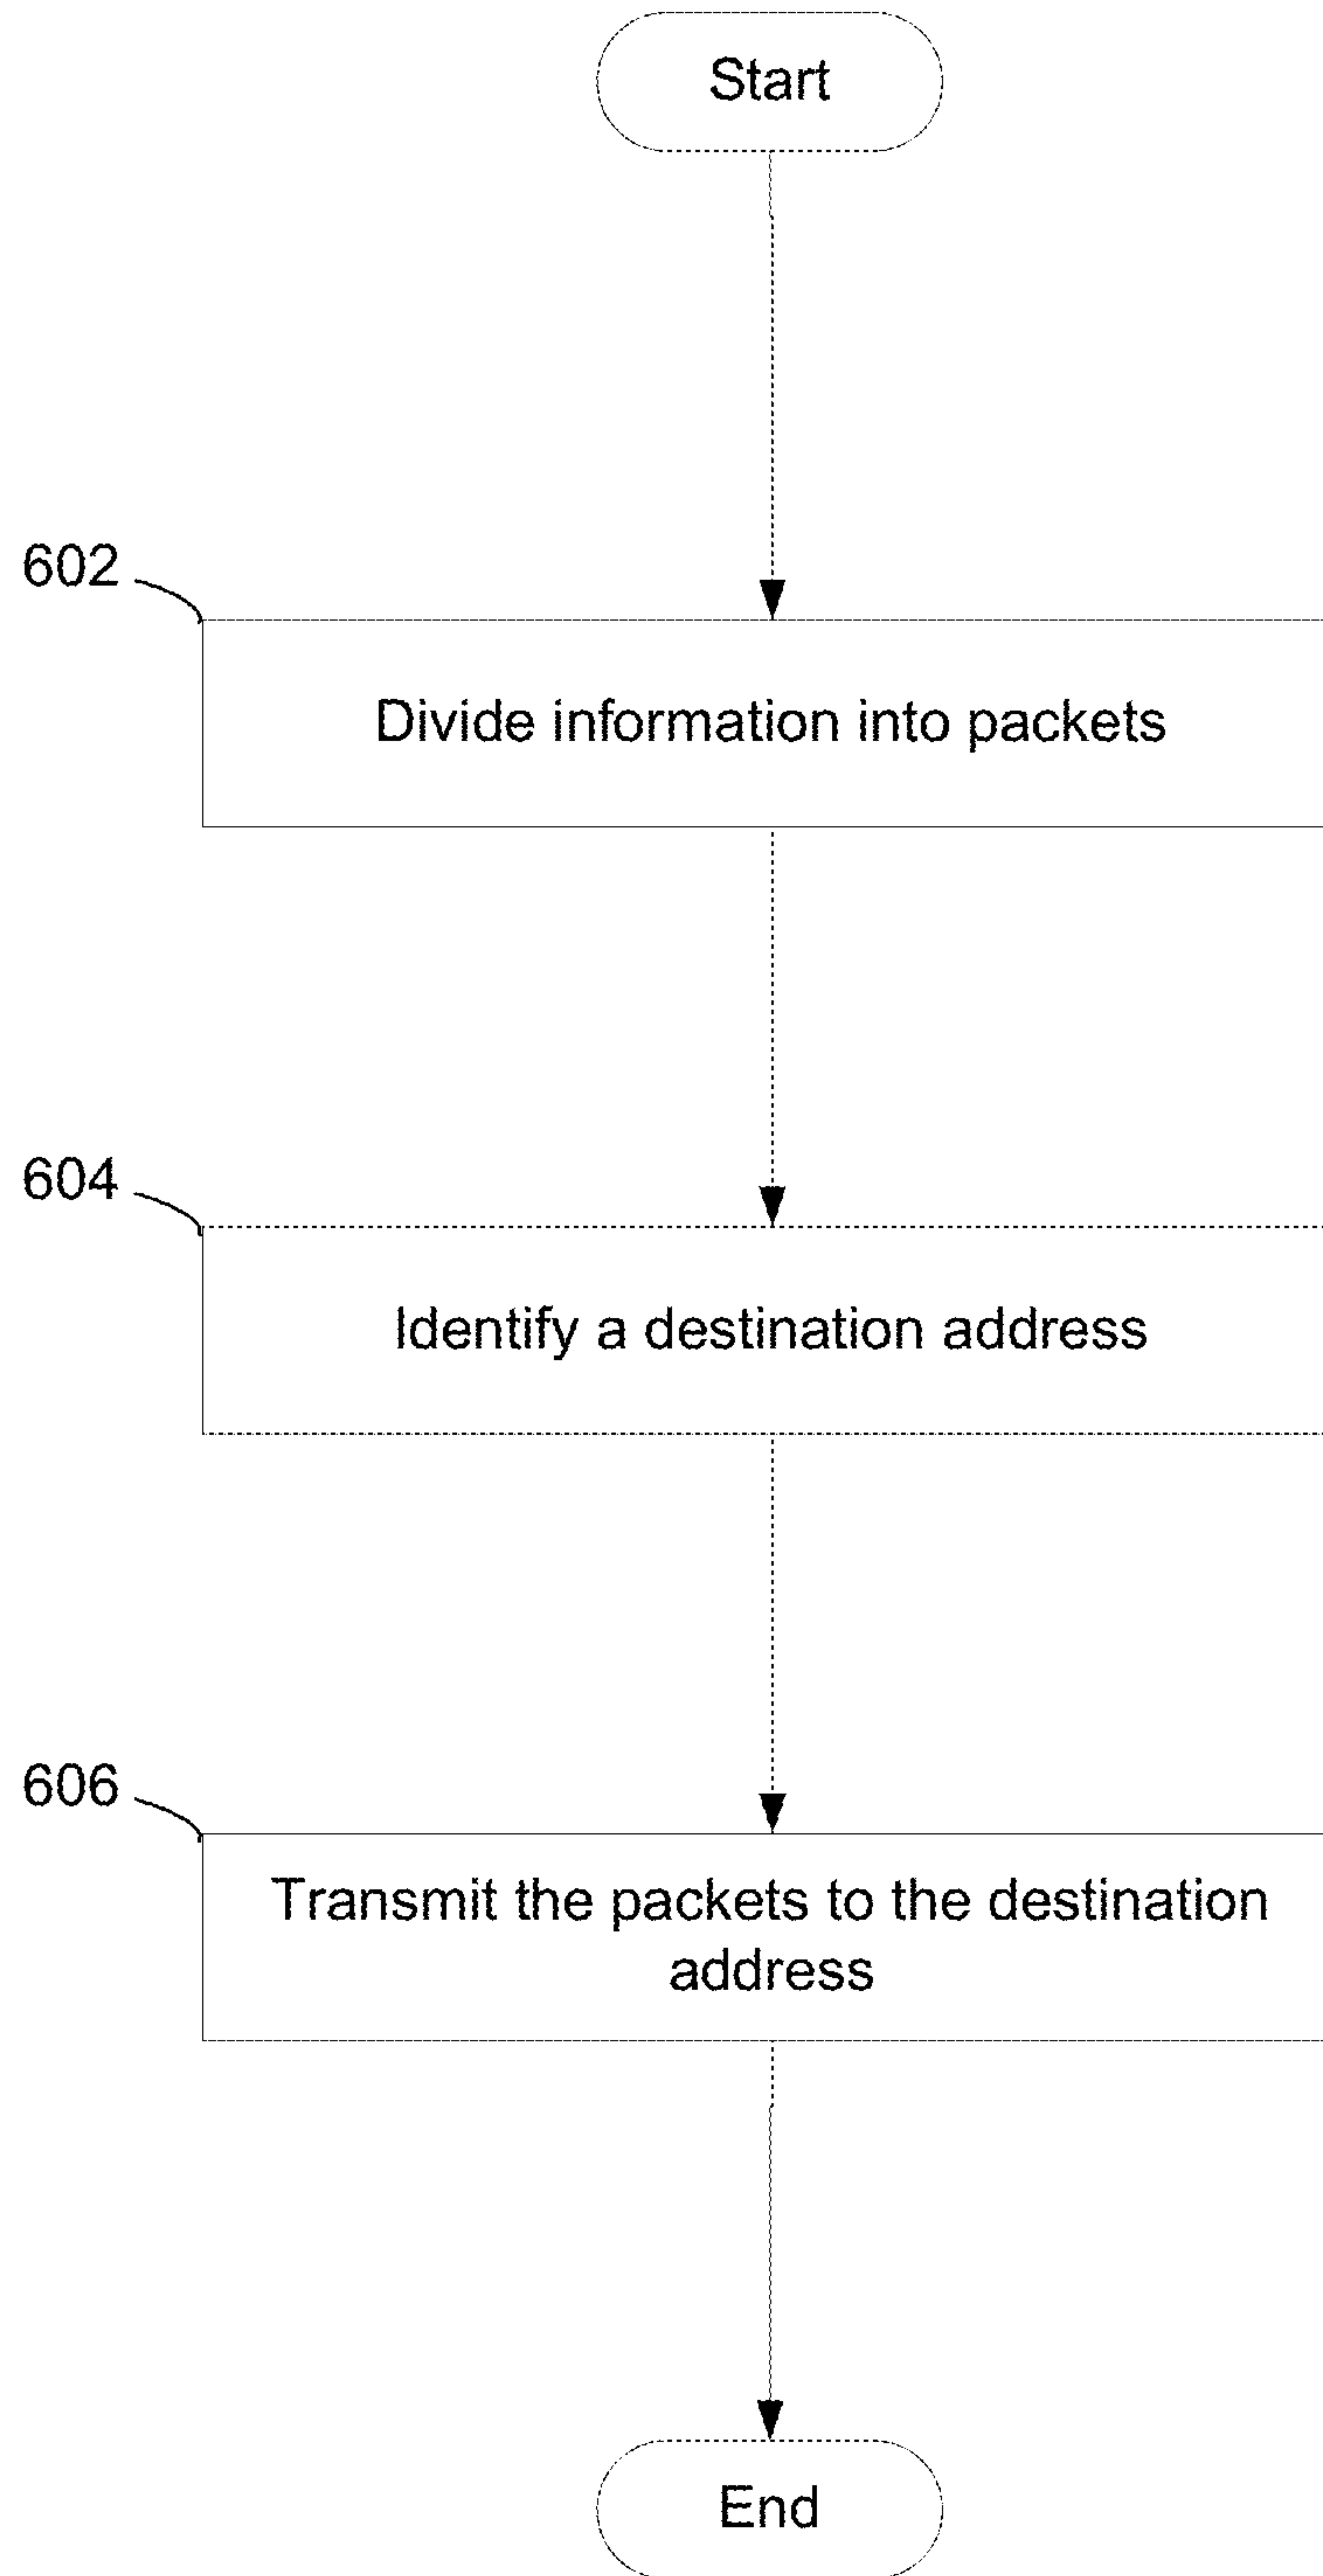 Start
602
Divide information into packets
604
Identify a destination address
606
Transmit the packets to the destination
address
End